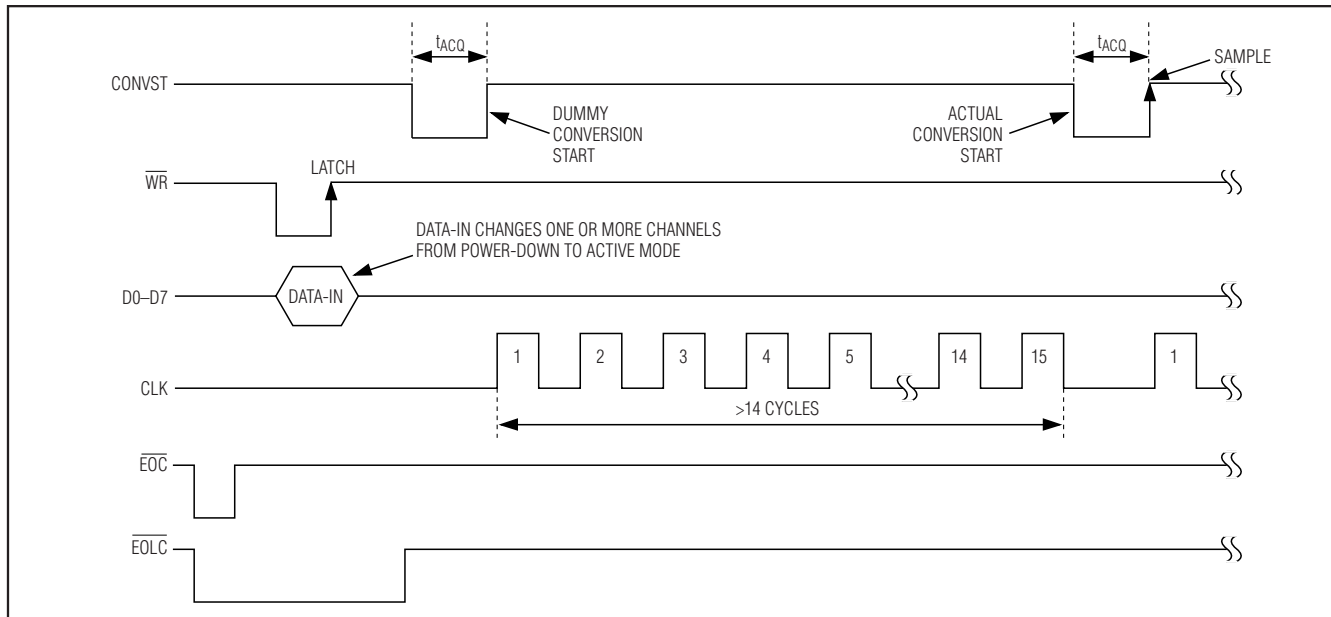 tACQ
tACQ
SAMPLE
CONVST
DUMMY
CONVERSION
START
ACTUAL
CONVERSION
START
LATCH
WR
DATA-IN CHANGES ONE OR MORE CHANNELS
FROM POWER-DOWN TO ACTIVE MODE
D0–D7
DATA-IN
1 2 3 4 5 14 15 1
CLK
>14 CYCLES
EOC
EOLC